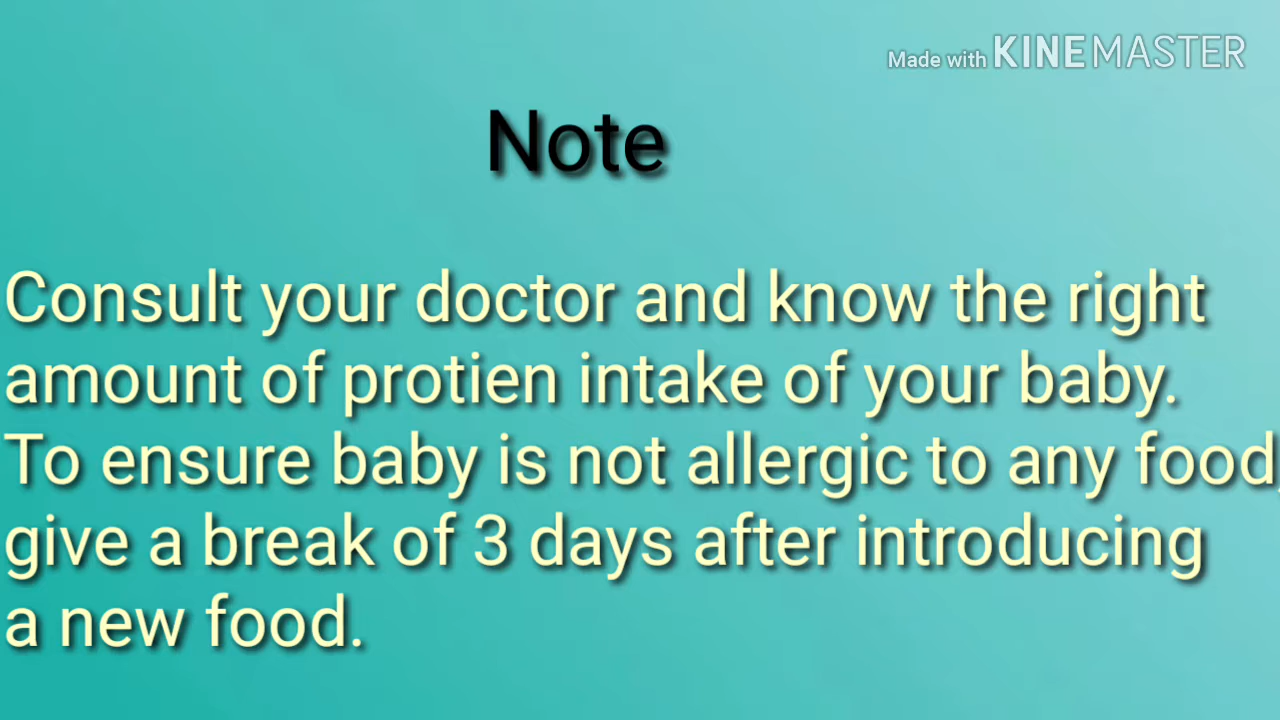 Made with KINEMASTER
Note
Consult your doctor and know the right
amount of protien intake of your baby.
To ensure baby is not allergic to any food,
give a break of 3 days after introducing
a new food.